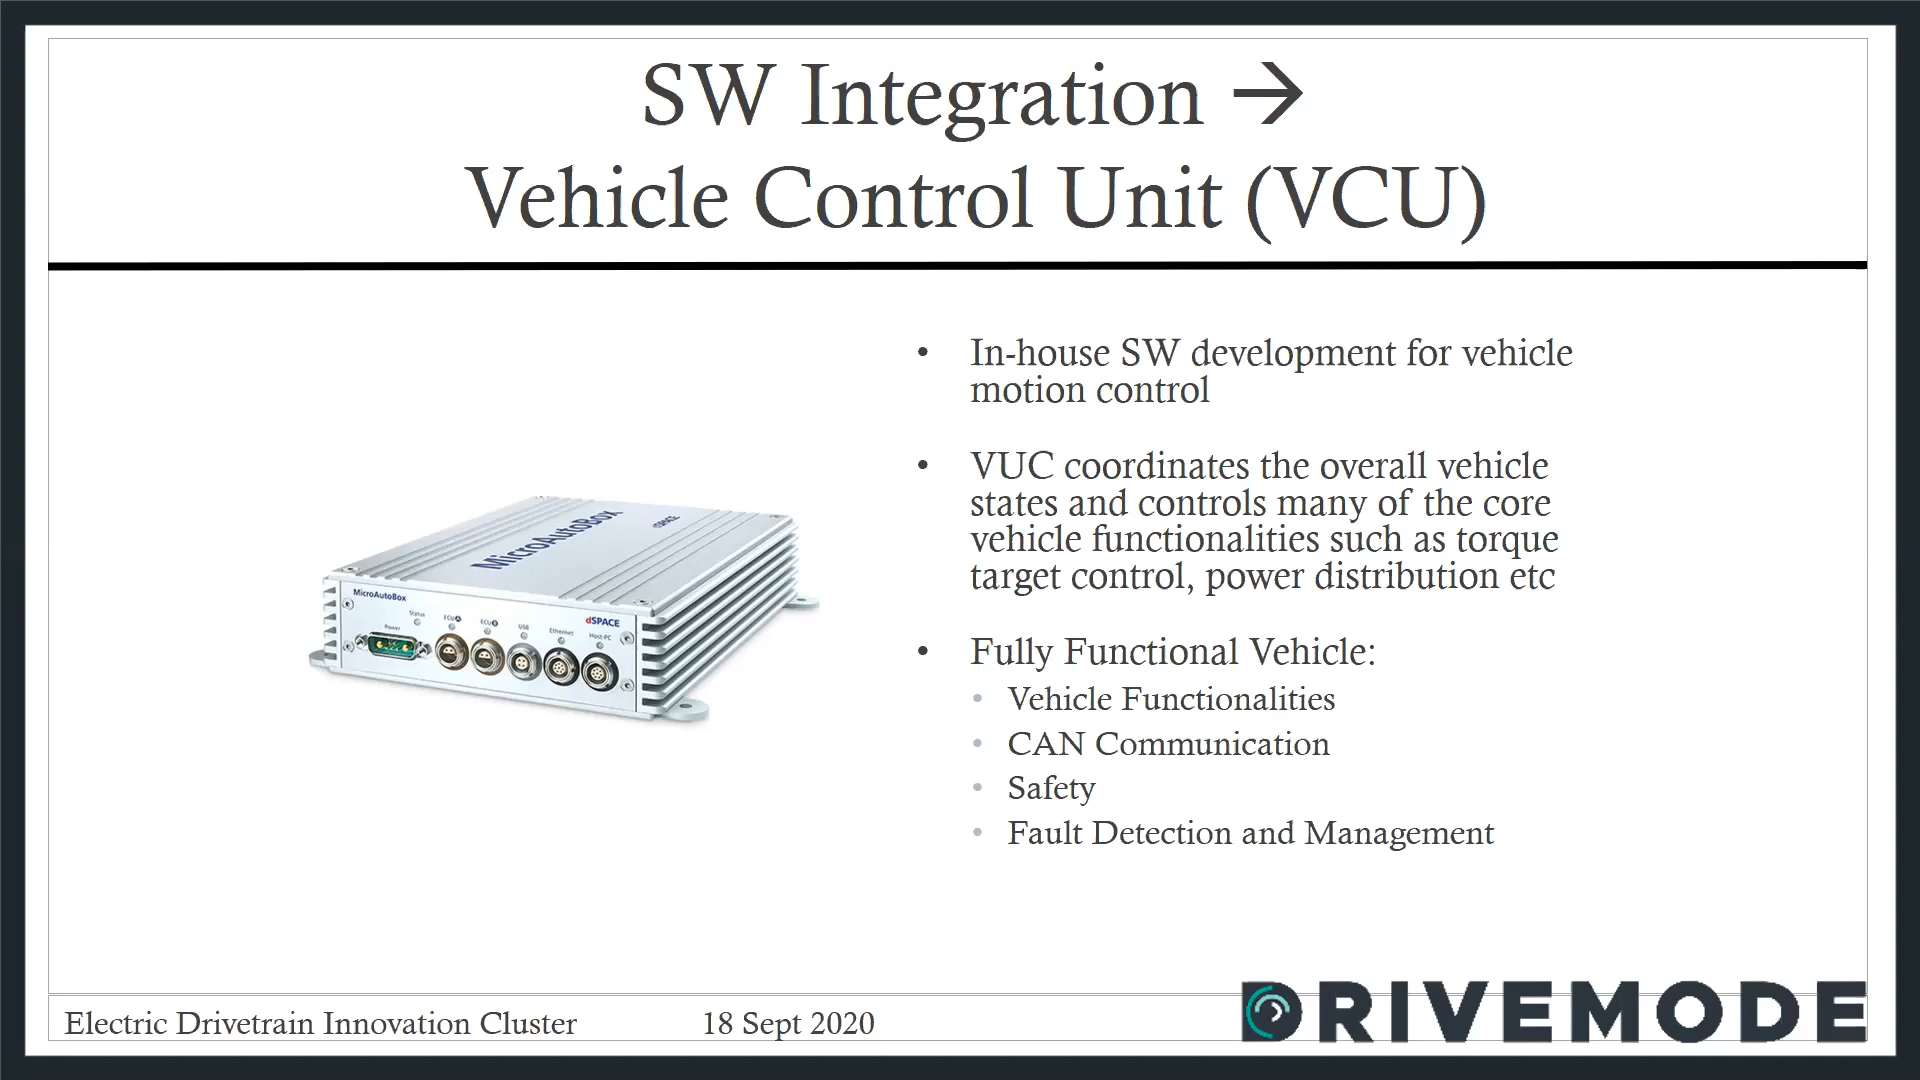 SW Integration →
Vehicle Control Unit (VCU)
• In-house SW development for vehicle
motion control
• VUC coordinates the overall vehicle
states and controls many of the core
vehicle functionalities such as torque
target control, power distribution etc
• Fully Functional Vehicle:
• Vehicle Functionalities
• CAN Communication
• Safety
• Fault Detection and Management
MicroAutoBox
dSPACE
MicroAutoBox
Status
dSPACE
Power
ECU A
ECU B
USB
Ethernet
Host-PC
Electric Drivetrain Innovation Cluster
18 Sept 2020
DRIVEMODE